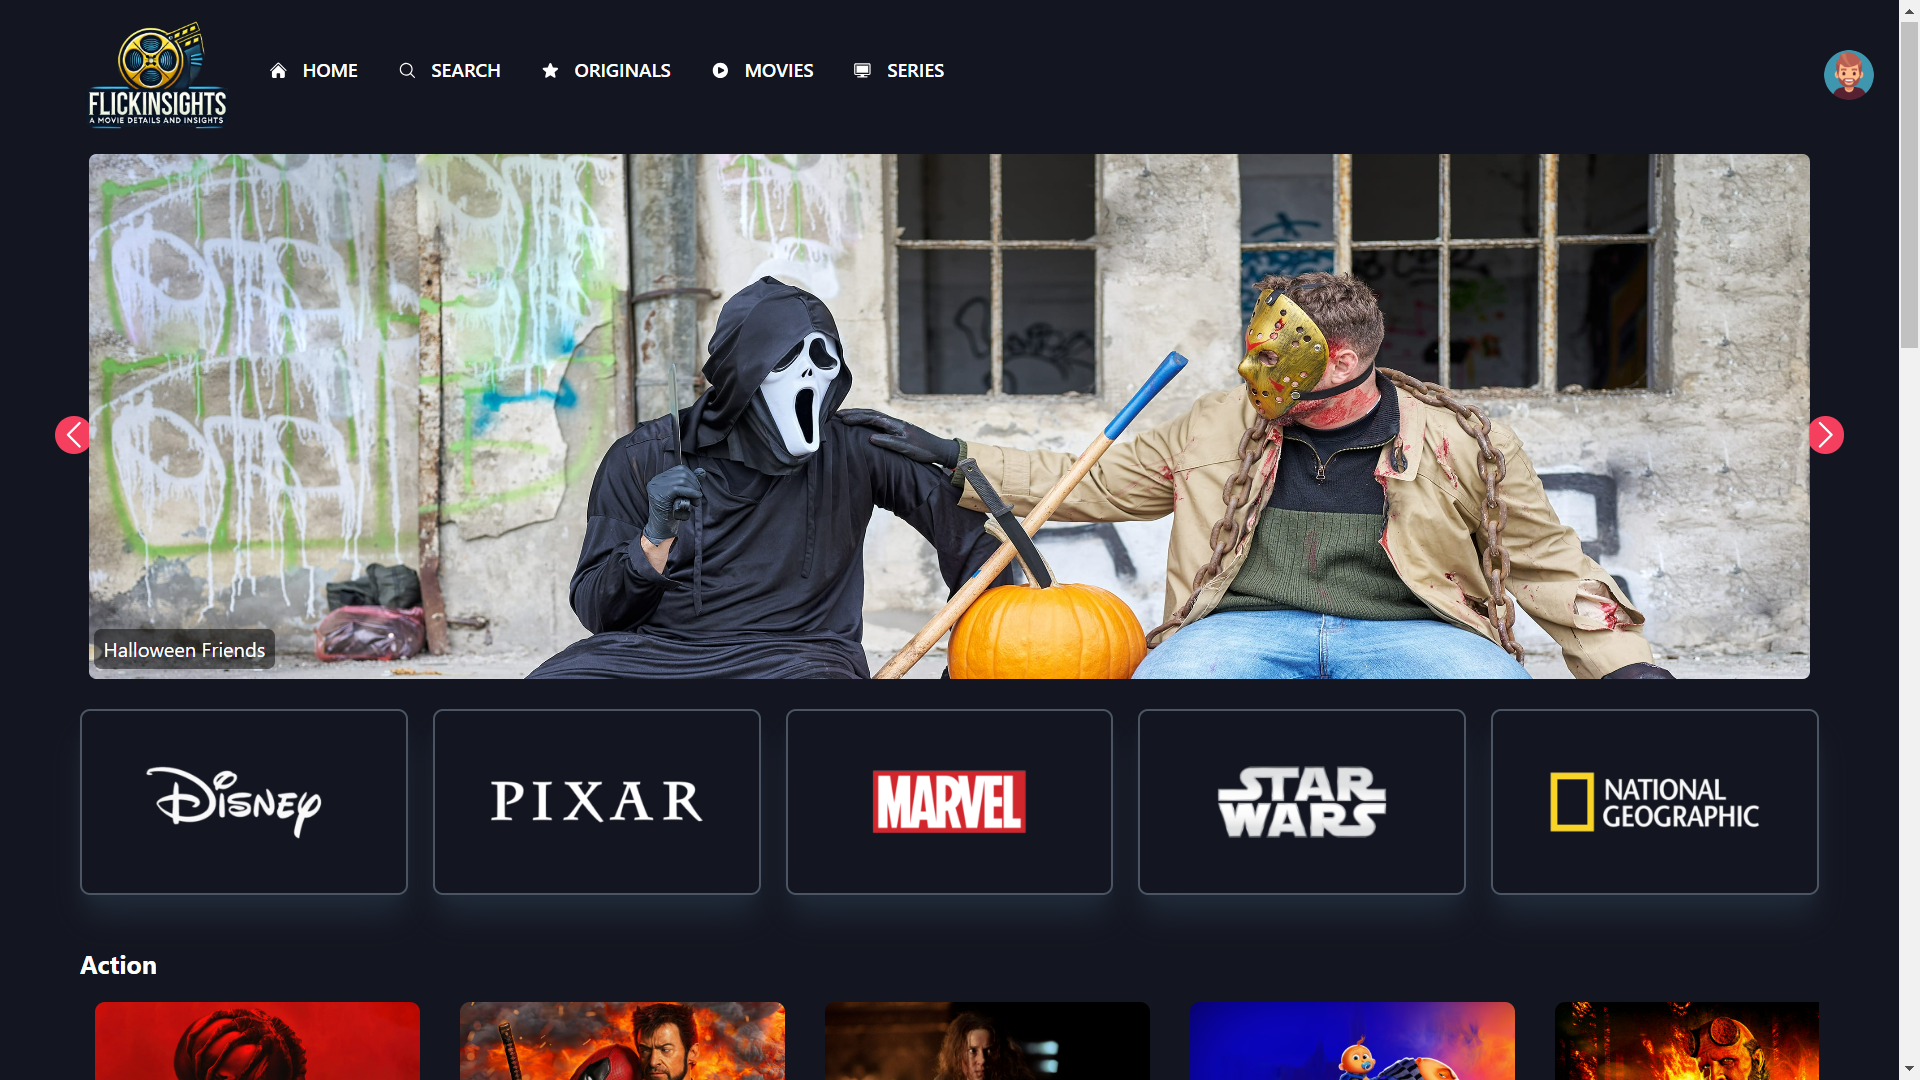 FLICKINSIGHTS
A MOVIE DETAILS AND INSIGHTS
HOME
SEARCH
ORIGINALS
MOVIES
SERIES
Halloween Friends
Disney
PIXAR
MARVEL
STAR
WARS
NATIONAL
GEOGRAPHIC
Action